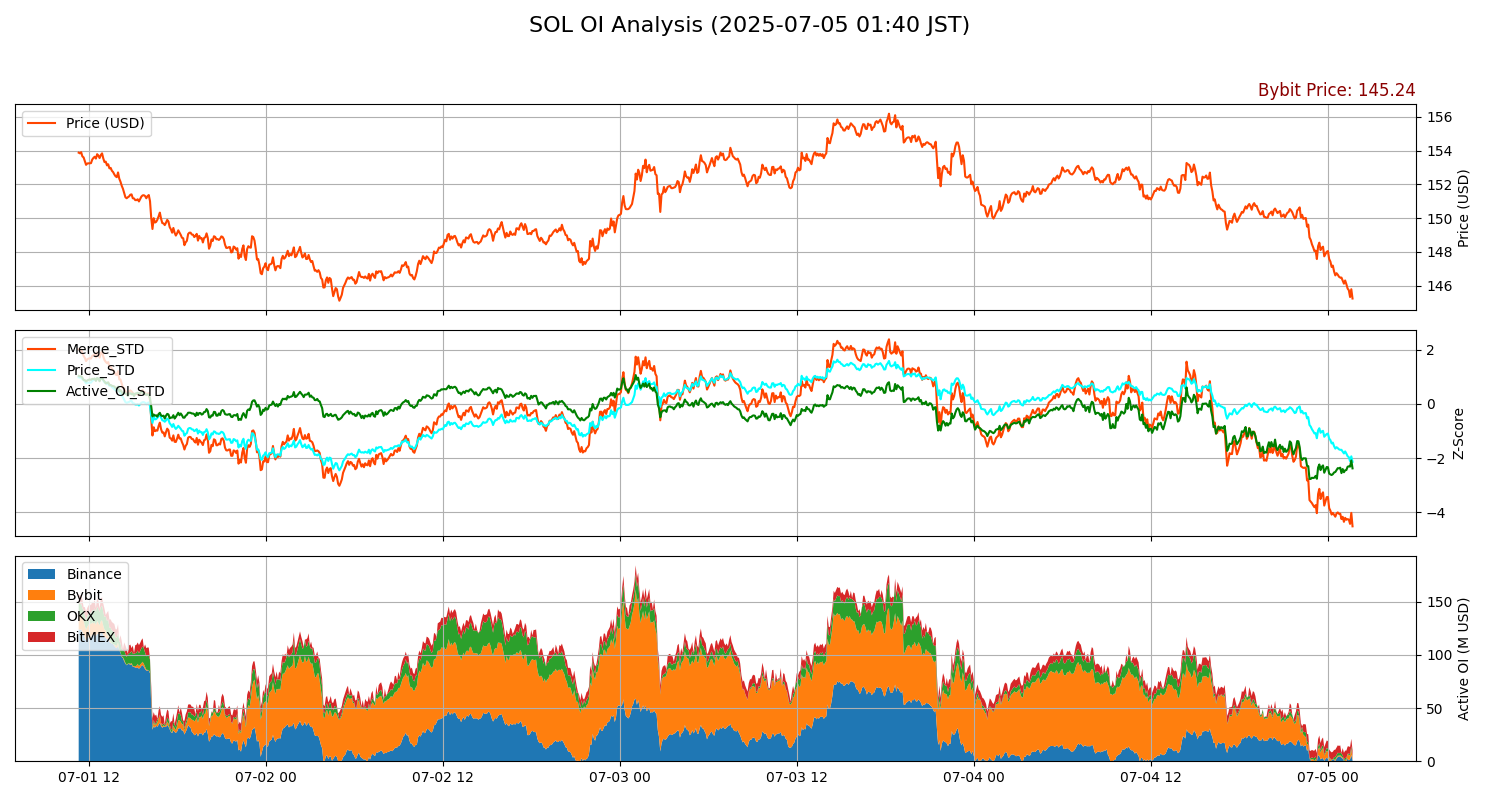 SOL OI Analysis (2025-07-05 01:40 JST)
Bybit Price: 145.24
Price (USD)
156
154
152
150
148
146
Price (USD)
Merge_STD
Price_STD
Active_OI_STD
2
0
−2
−4
Z-Score
Binance
Bybit
OKX
BitMEX
150
100
50
0
Active OI (M USD)
07-01 12
07-02 00
07-02 12
07-03 00
07-03 12
07-04 00
07-04 12
07-05 00